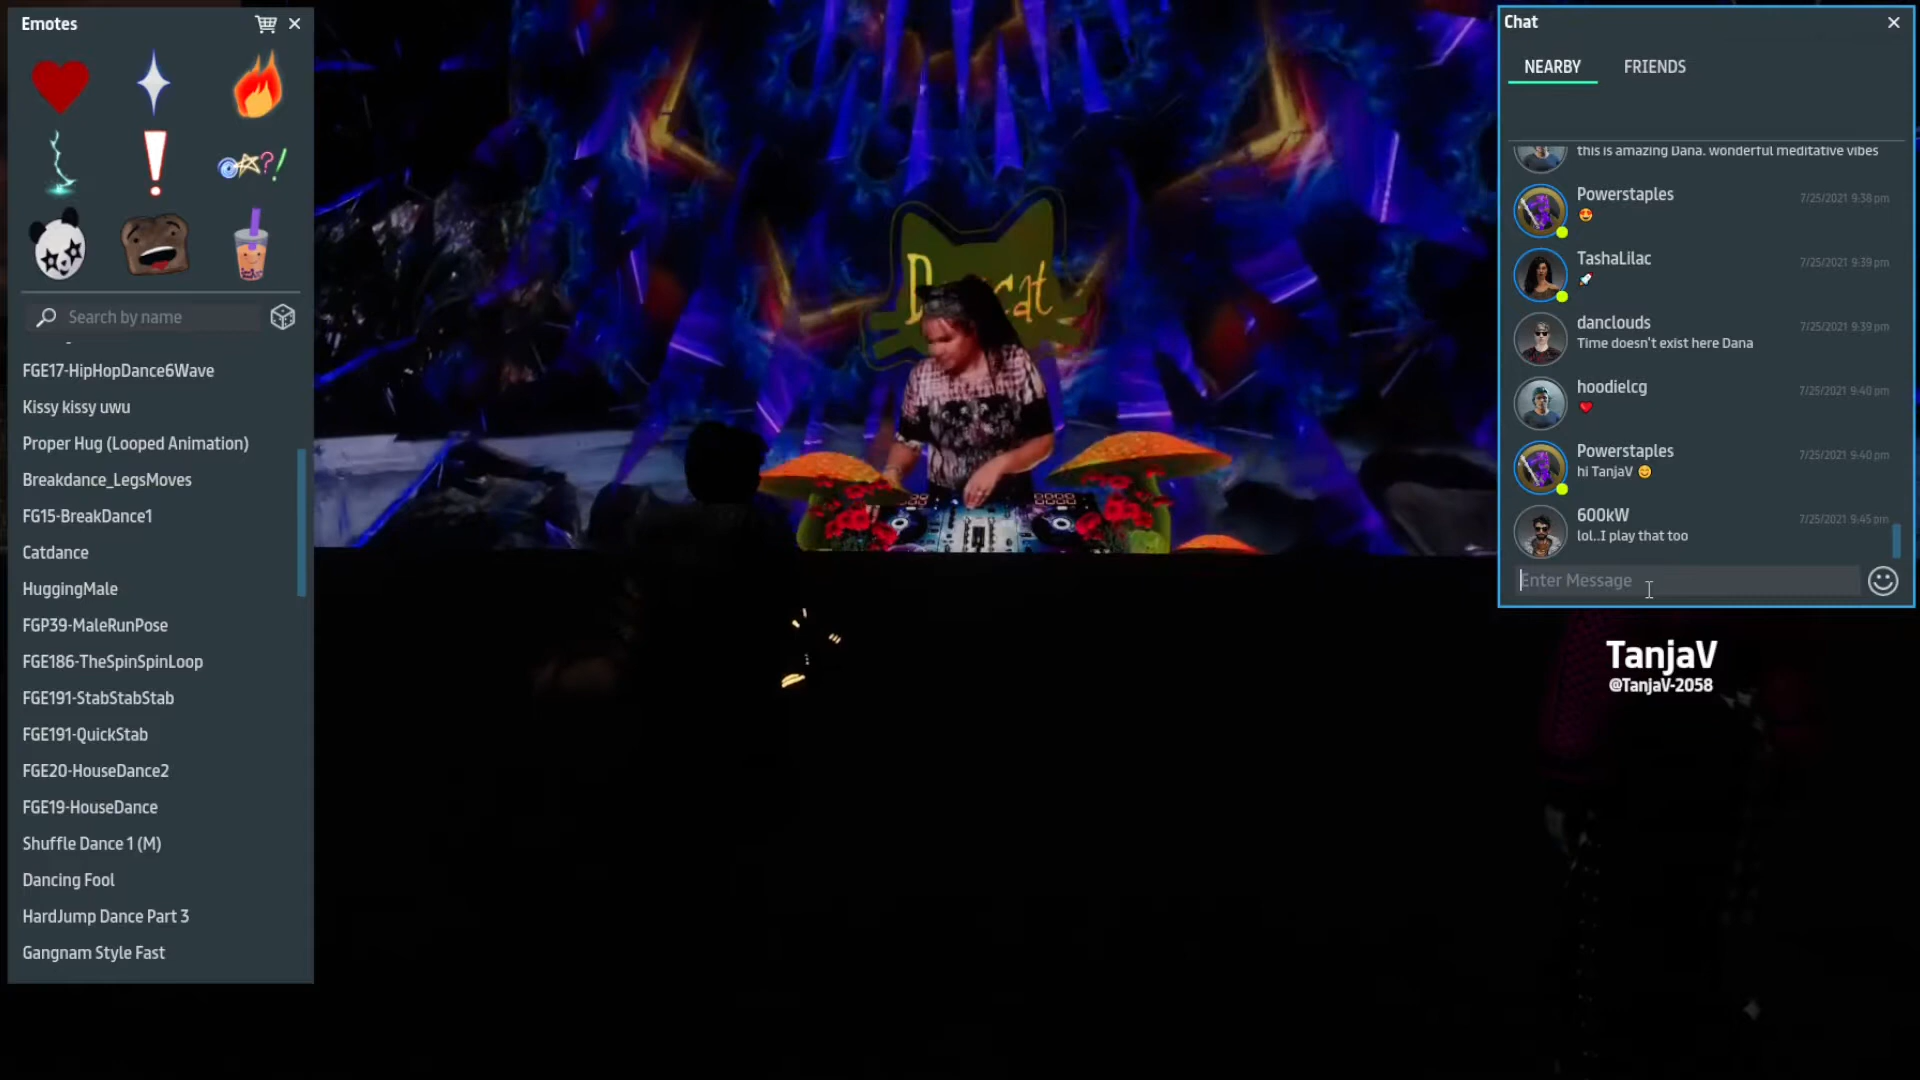 Emotes
Search by name
FGE17-HipHopDance6Wave
Kissy kissy uwu
Proper Hug (Looped Animation)
Breakdance_LegsMoves
FG15-BreakDance1
Catdance
HuggingMale
FGP39-MaleRunPose
FGE186-TheSpinSpinLoop
FGE191-StabStabStab
FGE191-QuickStab
FGE20-HouseDance2
FGE19-HouseDance
Shuffle Dance 1 (M)
Dancing Fool
HardJump Dance Part 3
Gangnam Style Fast
Chat
NEARBY FRIENDS
this is amazing Dana. wonderful meditative vibes
Powerstaples 7/25/2021 9:38 pm
😍
TashaLilac 7/25/2021 9:39 pm
🚀
danclouds 7/25/2021 9:39 pm
Time doesn't exist here Dana
hoodielcg 7/25/2021 9:40 pm
❤️
Powerstaples 7/25/2021 9:40 pm
hi TanjaV 😊
600kW 7/25/2021 9:45 pm
lol..I play that too
Enter Message
TanjaV
@TanjaV-2058